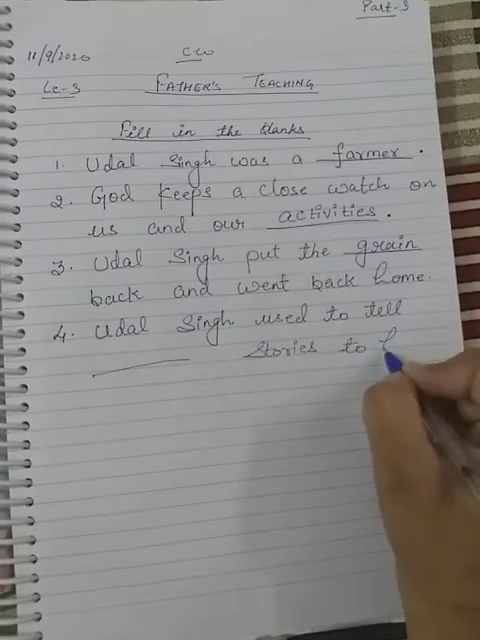 Part-3
11/9/2020 CW
Le-3 FATHER'S TEACHING
Fill in the blanks
1. Udal Singh was a farmer.
2. God keeps a close watch on
us and our activities.
3. Udal Singh put the grain
back and went back home.
4. Udal Singh used to tell
stories to